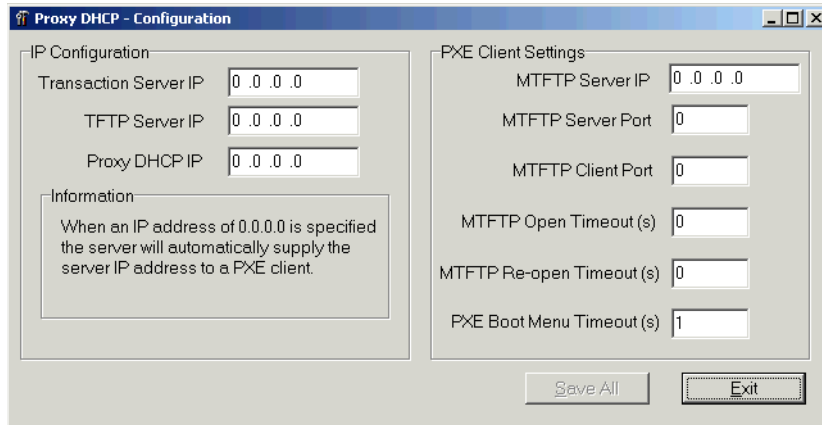 Proxy DHCP - Configuration
IP Configuration
Transaction Server IP 0 .0 .0 .0
TFTP Server IP 0 .0 .0 .0
Proxy DHCP IP 0 .0 .0 .0
Information
When an IP address of 0.0.0.0 is specified
the server will automatically supply the
server IP address to a PXE client.
PXE Client Settings
MTFTP Server IP 0 .0 .0 .0
MTFTP Server Port 0
MTFTP Client Port 0
MTFTP Open Timeout (s) 0
MTFTP Re-open Timeout (s) 0
PXE Boot Menu Timeout (s) 1
Save All
Exit